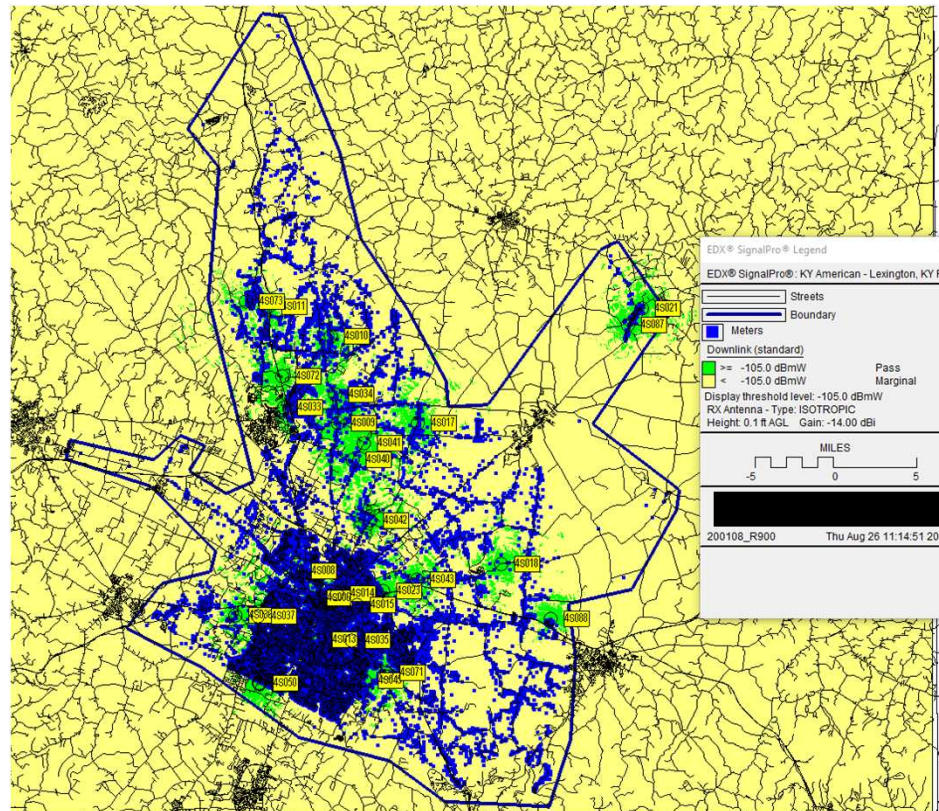 4S073
4S011
4S010
4S072
4S034
4S033
4S009
4S017
4S041
4S040
4S042
4S008
4S018
4S043
4S014
4S023
4S015
4S037
4S088
4S013
4S035
4S071
4S050
4S021
4S087
EDX® SignalPro® Legend
EDX® SignalPro®: KY American - Lexington, KY
Streets
Boundary
Meters
Downlink (standard)
>= -105.0 dBmW Pass
< -105.0 dBmW Marginal
Display threshold level: -105.0 dBmW
RX Antenna - Type: ISOTROPIC
Height: 0.1 ft AGL Gain: -14.00 dBi
MILES
-5 0 5
200108_R900 Thu Aug 26 11:14:51 20